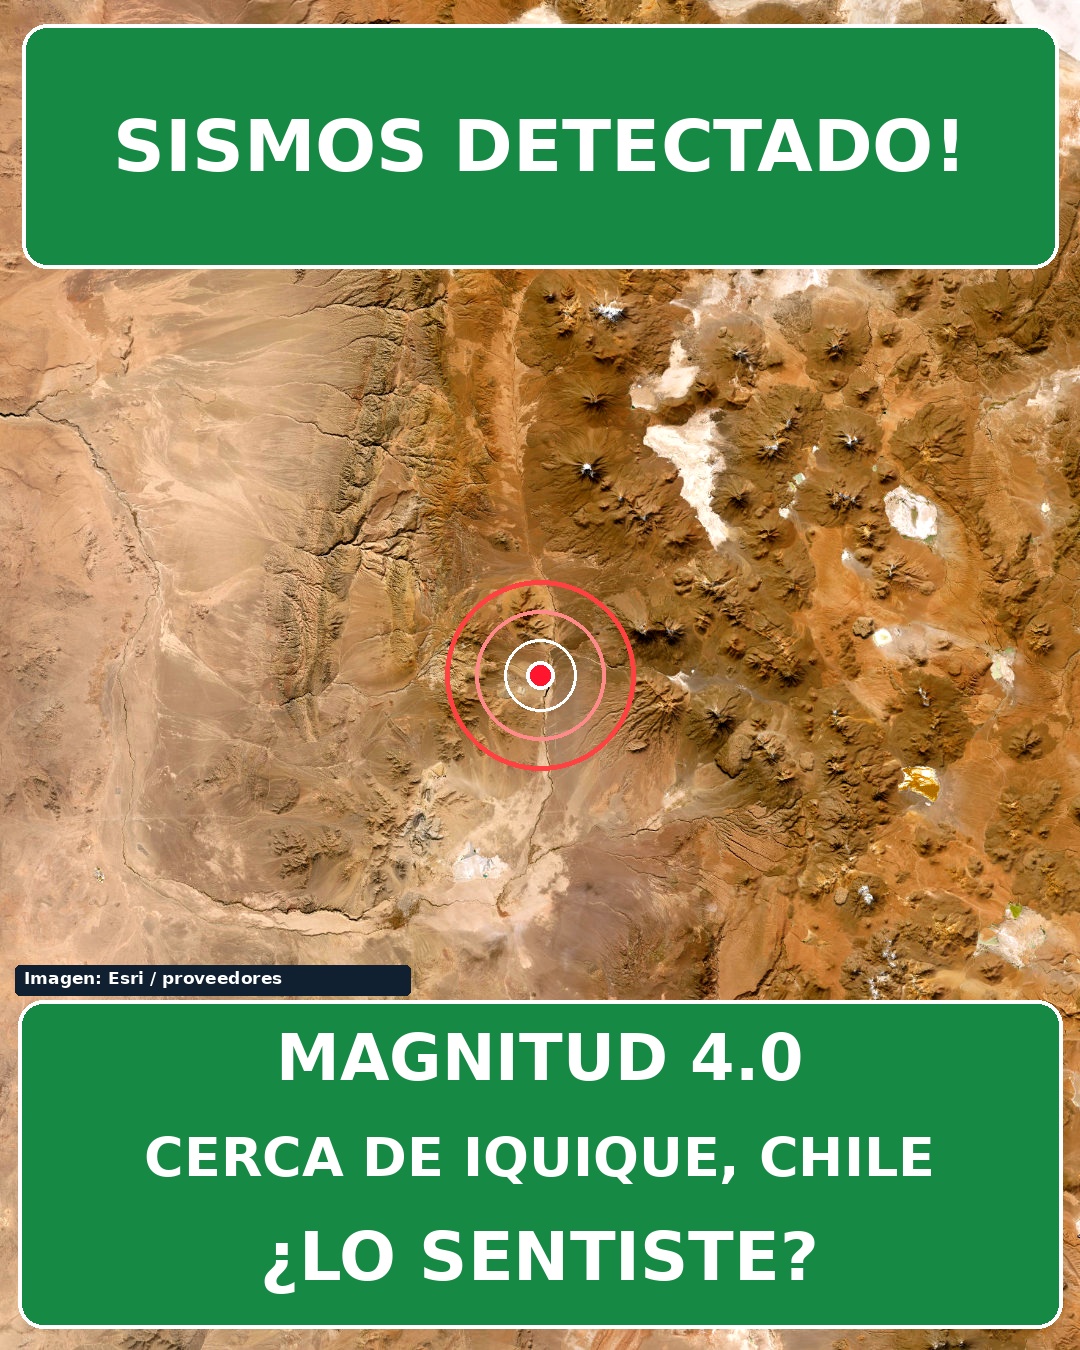 SISMOS DETECTADO!
Imagen: Esri / proveedores
MAGNITUD 4.0
CERCA DE IQUIQUE, CHILE
¿LO SENTISTE?